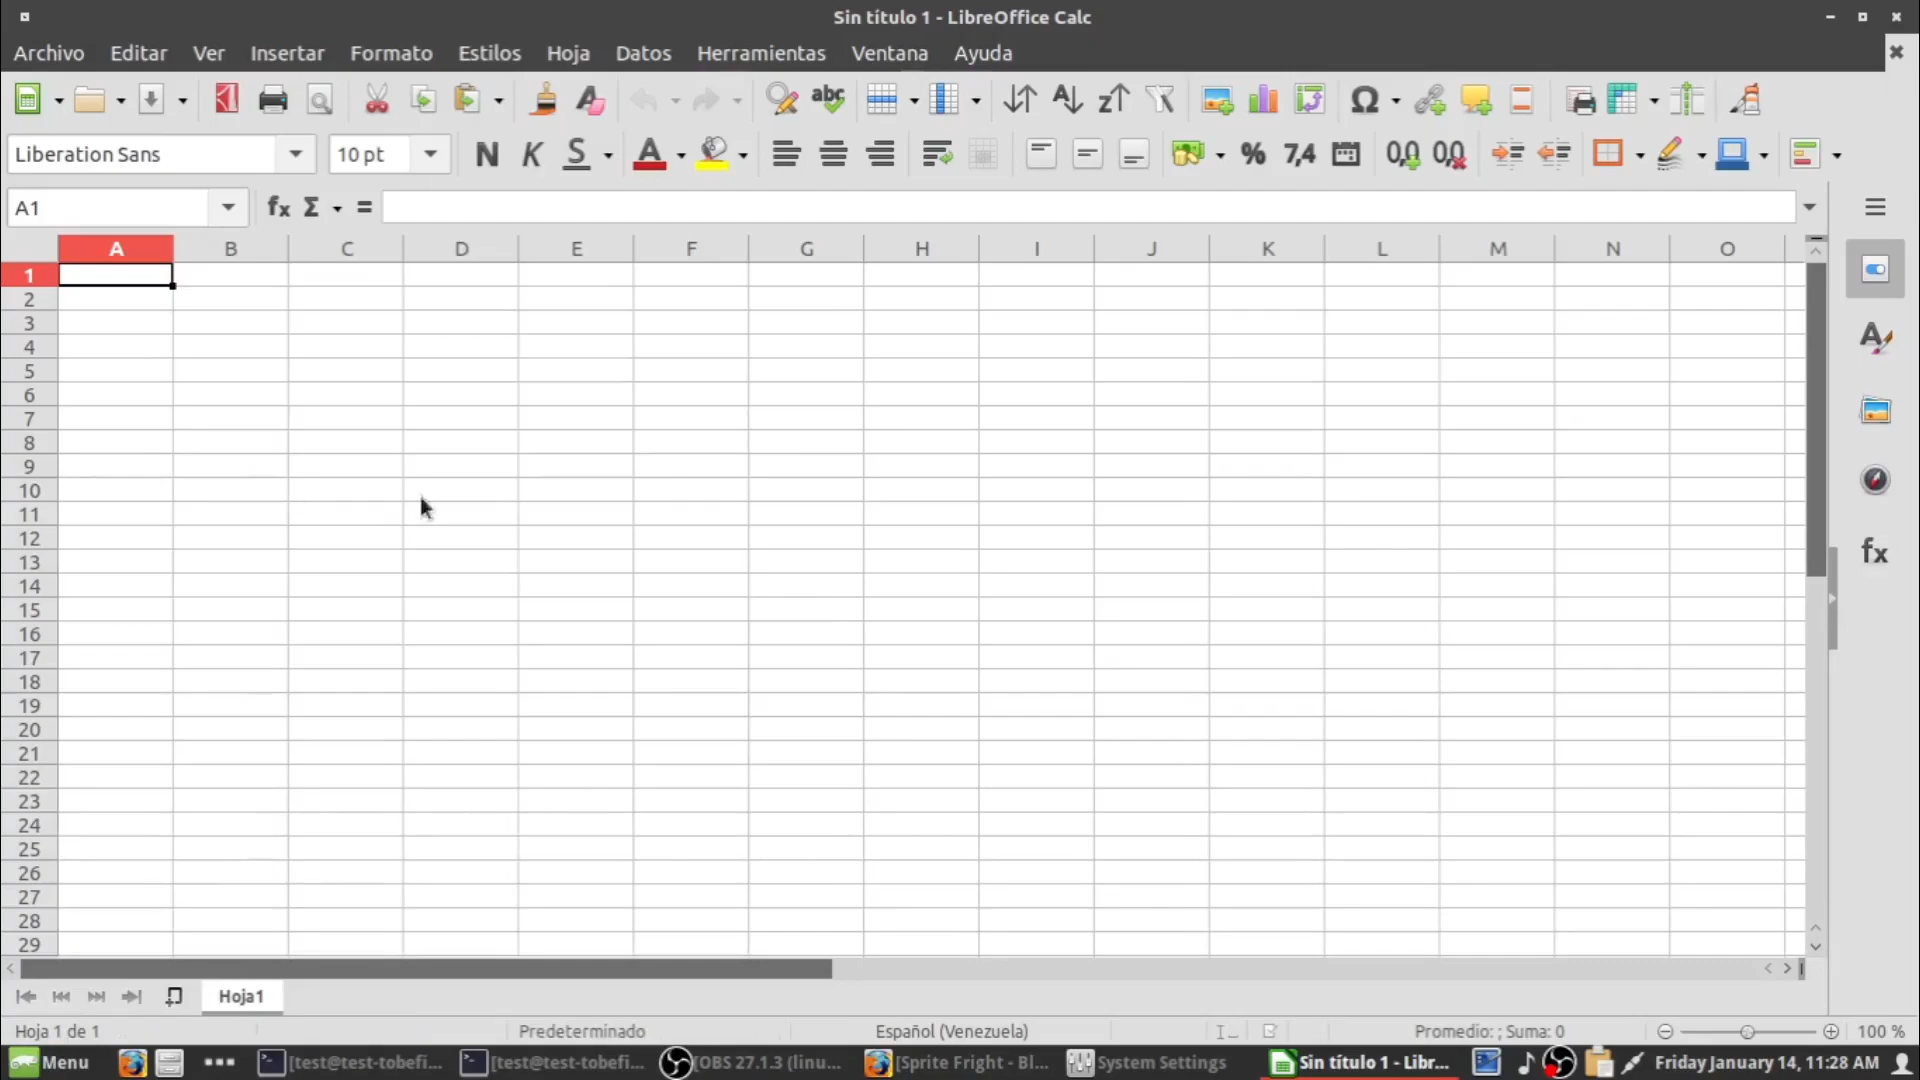 Sin título 1 - LibreOffice Calc
Archivo Editar Ver Insertar Formato Estilos Hoja Datos Herramientas Ventana Ayuda
abc
Liberation Sans 10 pt N K S A % 7,4 0,0 0,0
A1 fx Σ =
A B C D E F G H I J K L M N O
1
2
3
4
5
6
7
8
9
10
11
12
13
14
15
16
17
18
19
20
21
22
23
24
25
26
27
28
29
fx
Hoja1
Hoja 1 de 1 Predeterminado Español (Venezuela) Promedio: ; Suma: 0 100 %
Menu [test@test-tobefi... [test@test-tobefi... [OBS 27.1.3 (linu... [Sprite Fright - Bl... System Settings Sin título 1 - Libr... Friday January 14, 11:28 AM